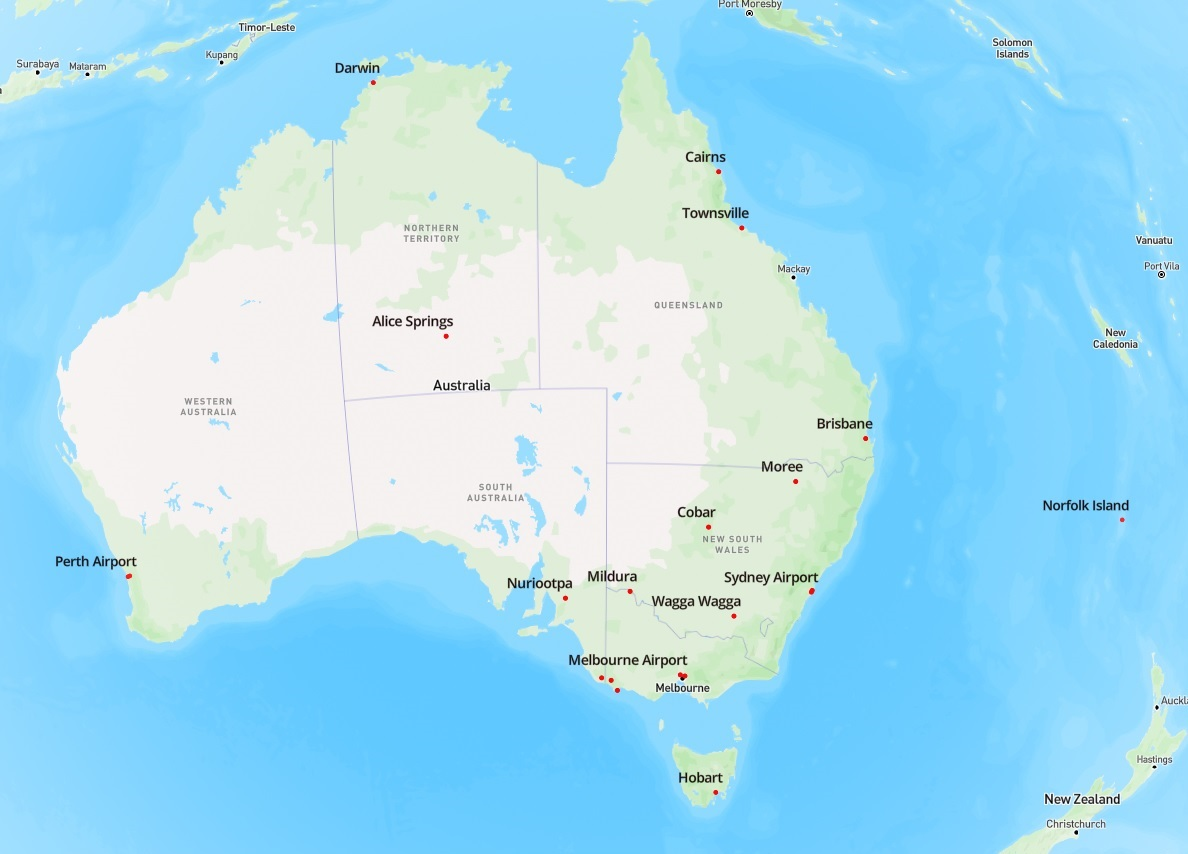 Port Moresby
Timor-Leste
Solomon
Islands
Kupang
Surabaya
Mataram
Darwin
Cairns
Townsville
NORTHERN
TERRITORY
Vanuatu
Port Vila
Mackay
QUEENSLAND
Alice Springs
New
Caledonia
Australia
WESTERN
AUSTRALIA
Brisbane
Moree
SOUTH
AUSTRALIA
Norfolk Island
Cobar
NEW SOUTH
WALES
Perth Airport
Nuriootpa
Mildura
Sydney Airport
Wagga Wagga
Melbourne Airport
Melbourne
Auckla
Hastings
Hobart
New Zealand
Christchurch